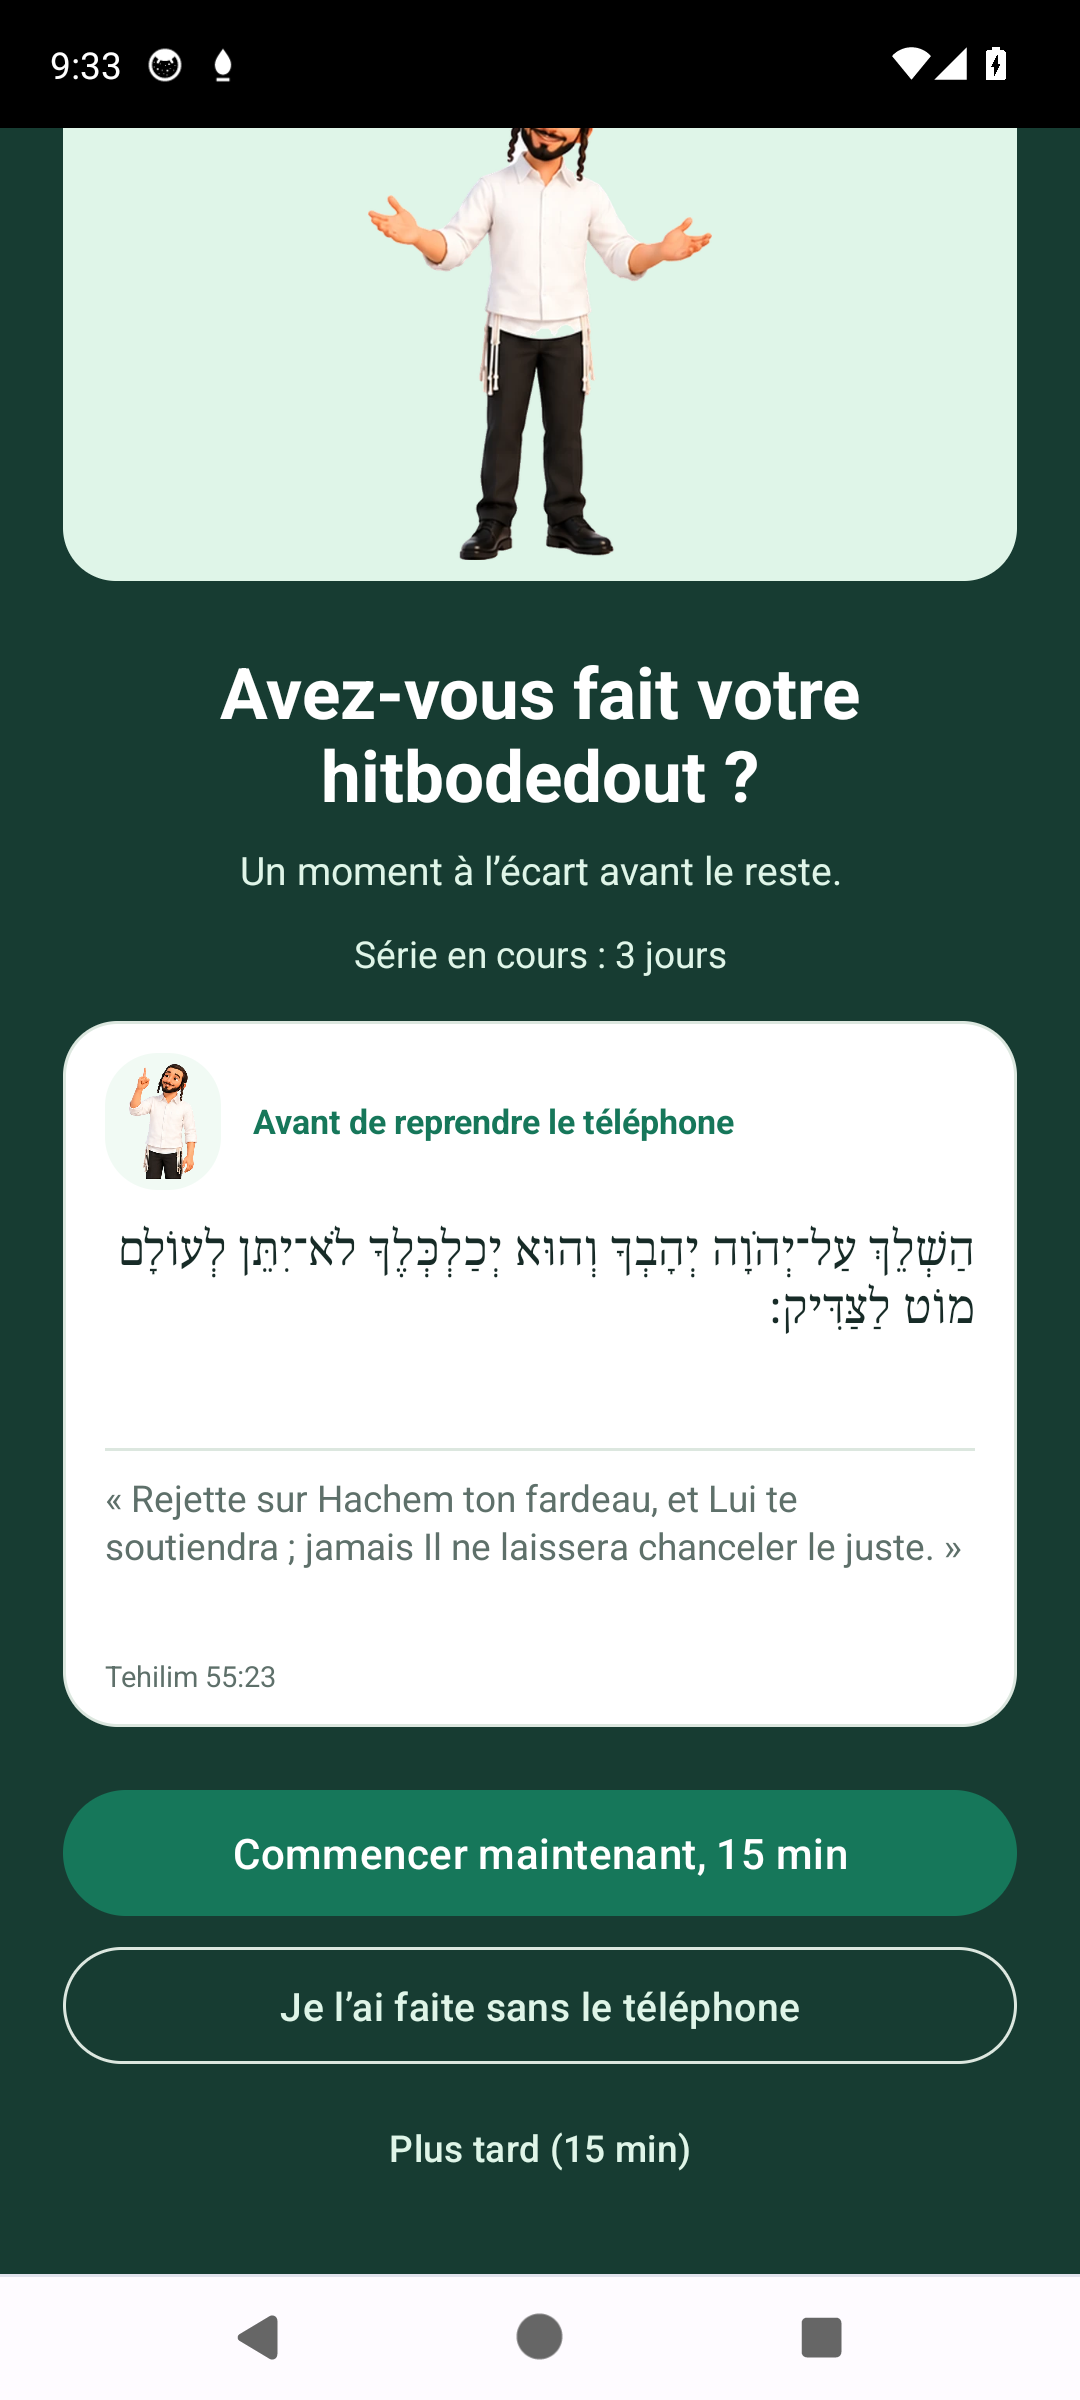 9:33
Avez-vous fait votre
hitbodedout ?
Un moment à l’écart avant le reste.
Série en cours : 3 jours
Avant de reprendre le téléphone
הַשְׁלֵךְ עַל־יְהֹוָה יְהָבְךָ וְהוּא יְכַלְכְּלֶךָ לֹא־יִתֵּן לְעוֹלָם
מוֹט לַצַּדִּיק׃
« Rejette sur Hachem ton fardeau, et Lui te
soutiendra ; jamais Il ne laissera chanceler le juste. »
Tehilim 55:23
Commencer maintenant, 15 min
Je l’ai faite sans le téléphone
Plus tard (15 min)